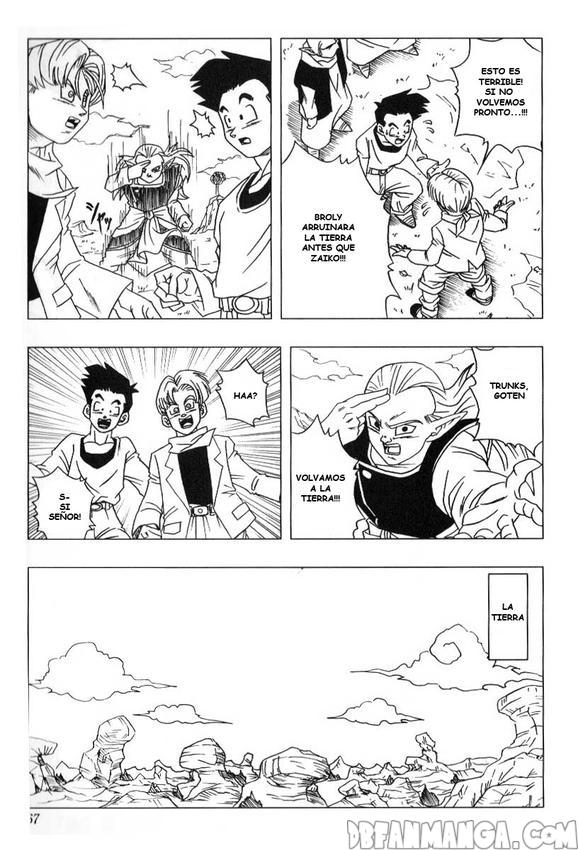 ESTO ES
TERRIBLE!
SI NO
VOLVEMOS
PRONTO...!!!
BROLY
ARRUINARA
LA TIERRA
ANTES QUE
ZAIKO!!!
TRUNKS,
GOTEN
VOLVAMOS
A LA
TIERRA!!!
HAA?
S-
SI
SEÑOR!
LA
TIERRA
DBFANMANGA.COM